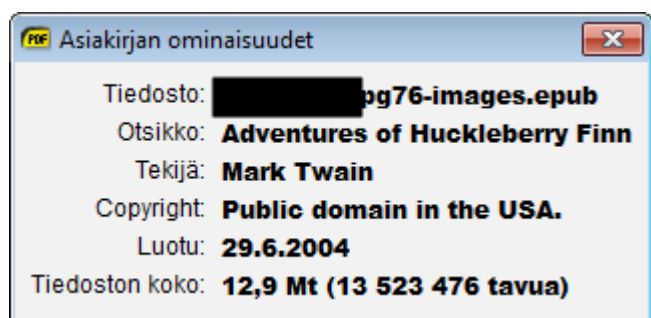 PDF Asiakirjan ominaisuudet
Tiedosto: pg76-images.epub
Otsikko: Adventures of Huckleberry Finn
Tekijä: Mark Twain
Copyright: Public domain in the USA.
Luotu: 29.6.2004
Tiedoston koko: 12,9 Mt (13 523 476 tavua)